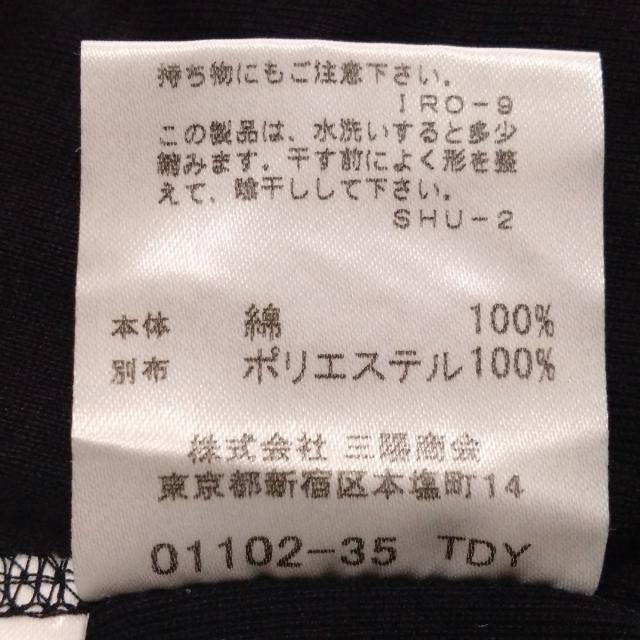 持ち物にもご注意下さい。
IRO-9
この製品は、水洗いすると多少
縮みます。干す前によく形を整
えて、陰干しして下さい。
SHU-2
本体 綿 100%
別布 ポリエステル100%
株式会社 三陽商会
東京都新宿区本塩町14
01102-35 TDY